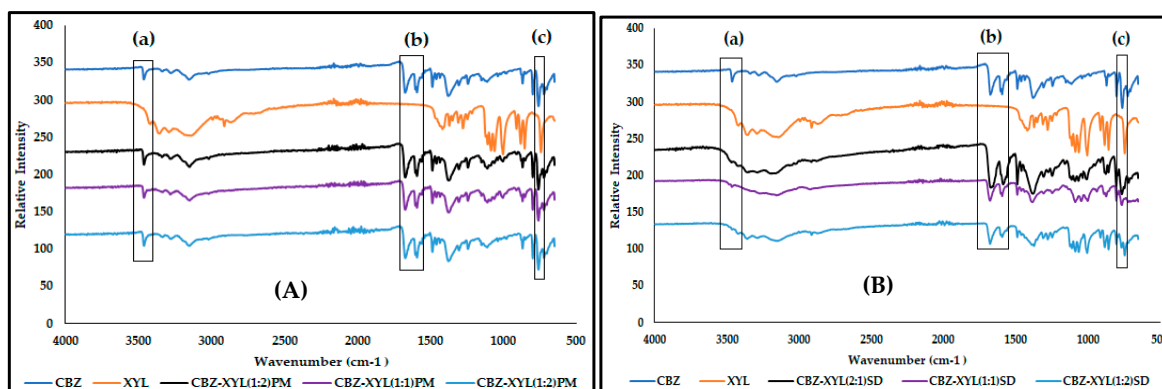 (a) (b) (c)
400
350
300
250
200
150
100
50
0
Relative Intensity
(A)
4000 3500 3000 2500 2000 1500 1000 500
Wavenumber (cm-1 )
CBZ XYL CBZ-XYL(1:2)PM CBZ-XYL(1:1)PM CBZ-XYL(1:2)PM
(a) (b) (c)
400
350
300
250
200
150
100
50
0
Relative Intensity
(B)
4000 3500 3000 2500 2000 1500 1000 500
Wavenumber (cm-1 )
CBZ XYL CBZ-XYL(2:1)SD CBZ-XYL(1:1)SD CBZ-XYL(1:2)SD